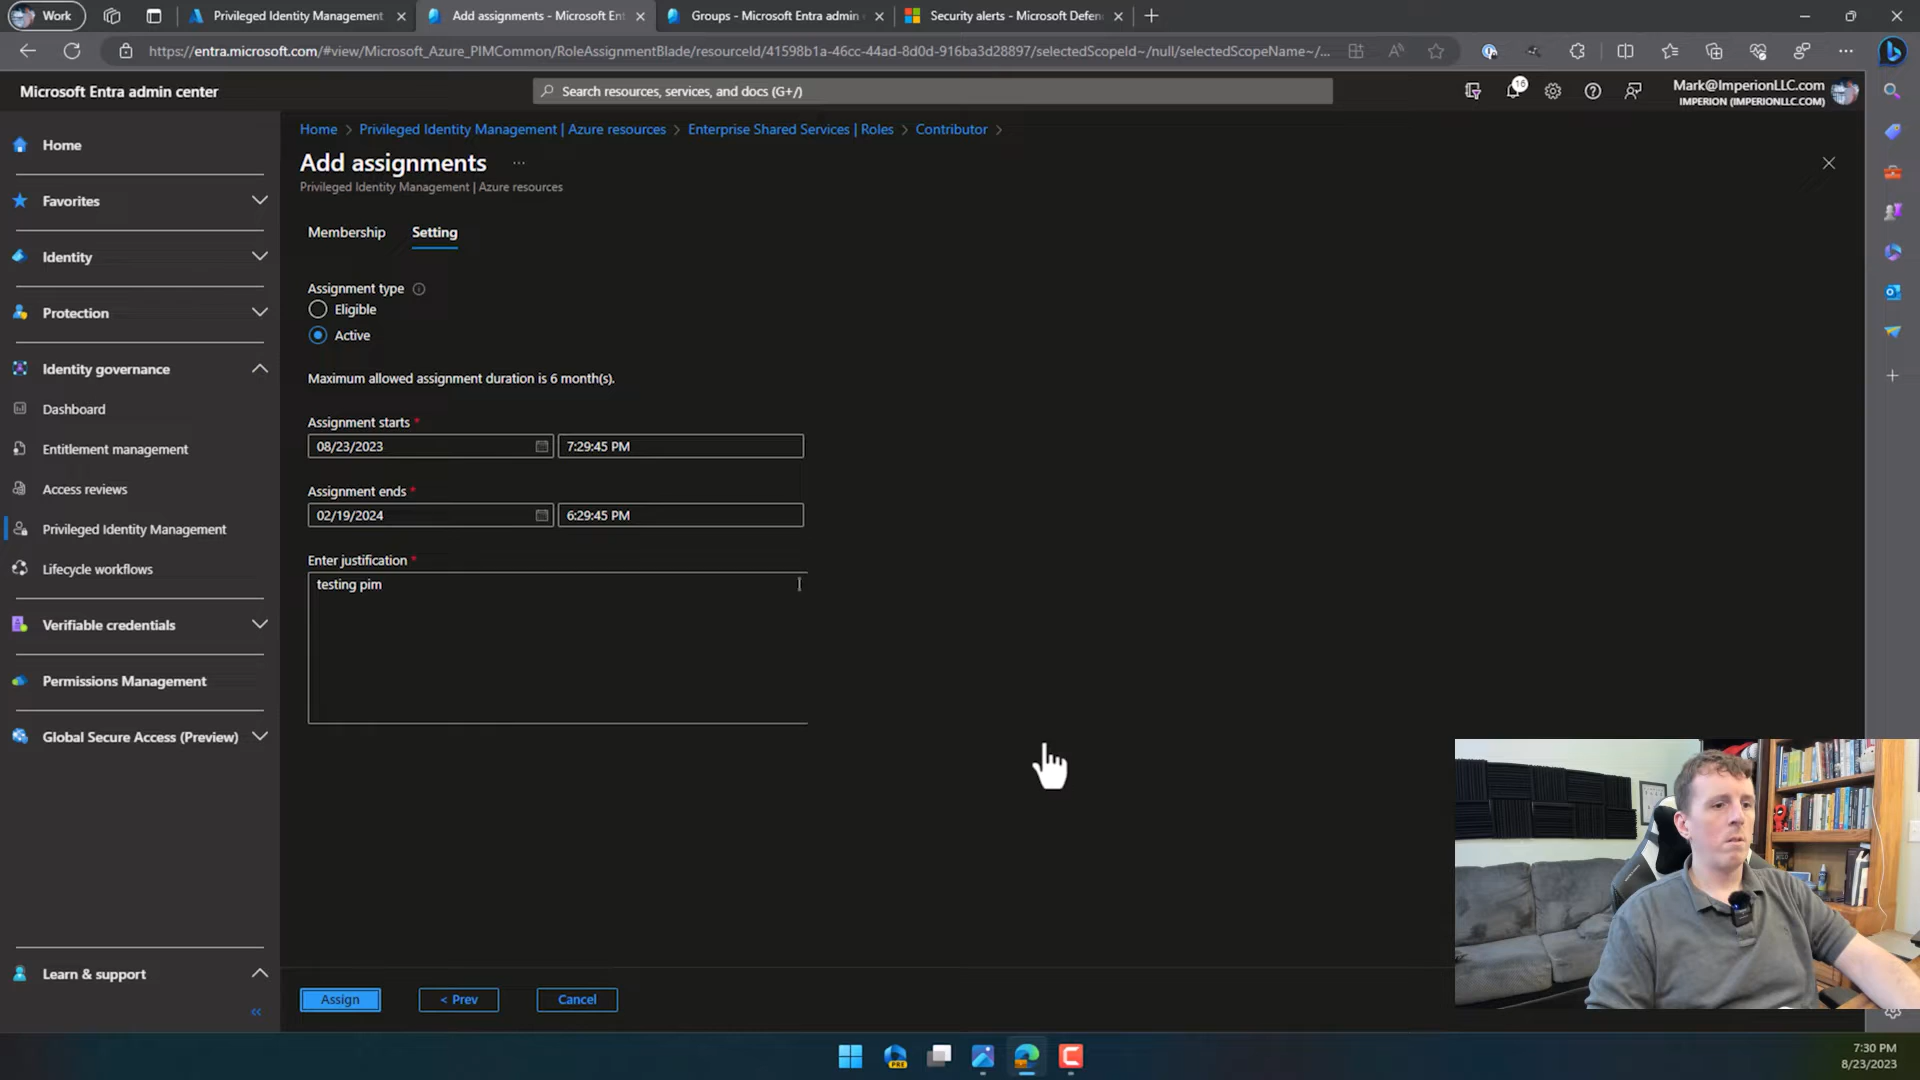 Work
Privileged Identity Management
Add assignments - Microsoft Ent
Groups - Microsoft Entra admin
Security alerts - Microsoft Defen
https://entra.microsoft.com/#view/Microsoft_Azure_PIMCommon/RoleAssignmentBlade/resourceId/41598b1a-46cc-44ad-8d0d-916ba3d28897/selectedScopeId~/null/selectedScopeName~/...
Microsoft Entra admin center
Search resources, services, and docs (G+/)
16
Mark@ImperionLLC.com
IMPERION (IMPERIONLLC.COM)
Home > Privileged Identity Management | Azure resources > Enterprise Shared Services | Roles > Contributor >
Add assignments ...
Privileged Identity Management | Azure resources
Home
Favorites
Identity
Protection
Identity governance
Dashboard
Entitlement management
Access reviews
Privileged Identity Management
Lifecycle workflows
Verifiable credentials
Permissions Management
Global Secure Access (Preview)
Learn & support
Membership
Setting
Assignment type
Eligible
Active
Maximum allowed assignment duration is 6 month(s).
Assignment starts *
08/23/2023
7:29:45 PM
Assignment ends *
02/19/2024
6:29:45 PM
Enter justification *
testing pim
Assign
< Prev
Cancel
PRE
7:30 PM
8/23/2023